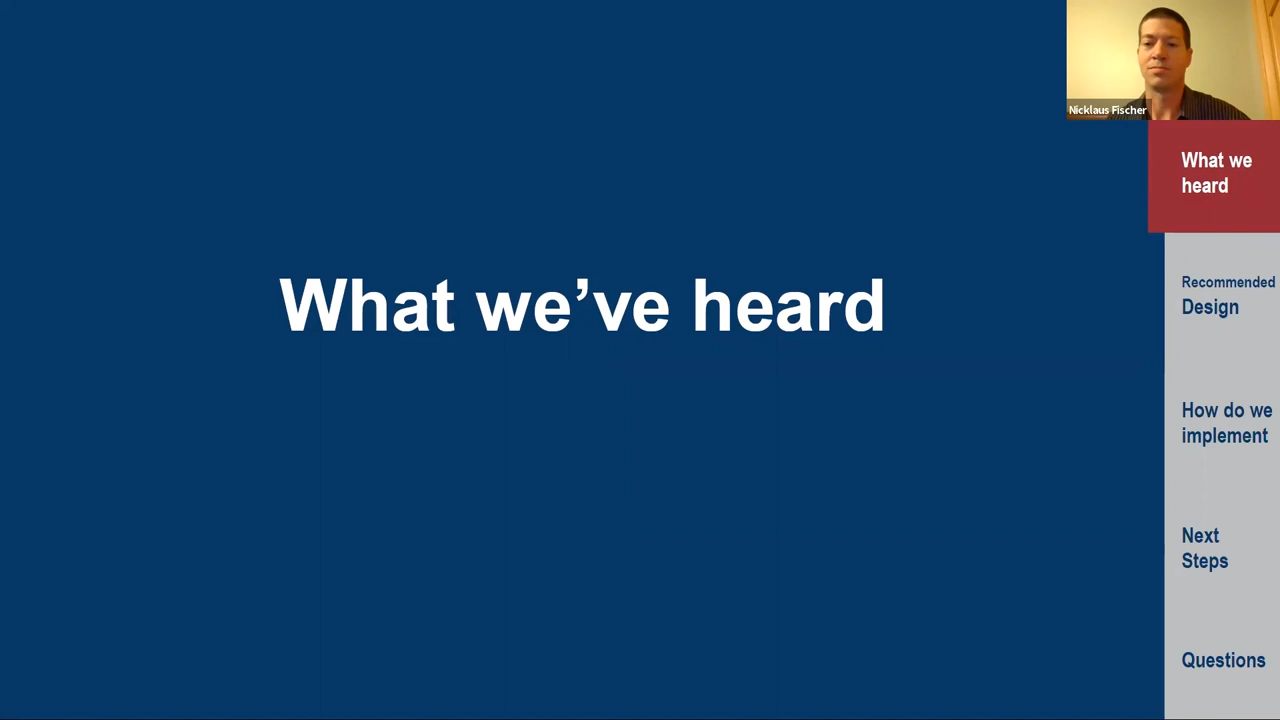 Nicklaus Fischer
What we
heard
What we’ve heard
Recommended
Design
How do we
implement
Next
Steps
Questions